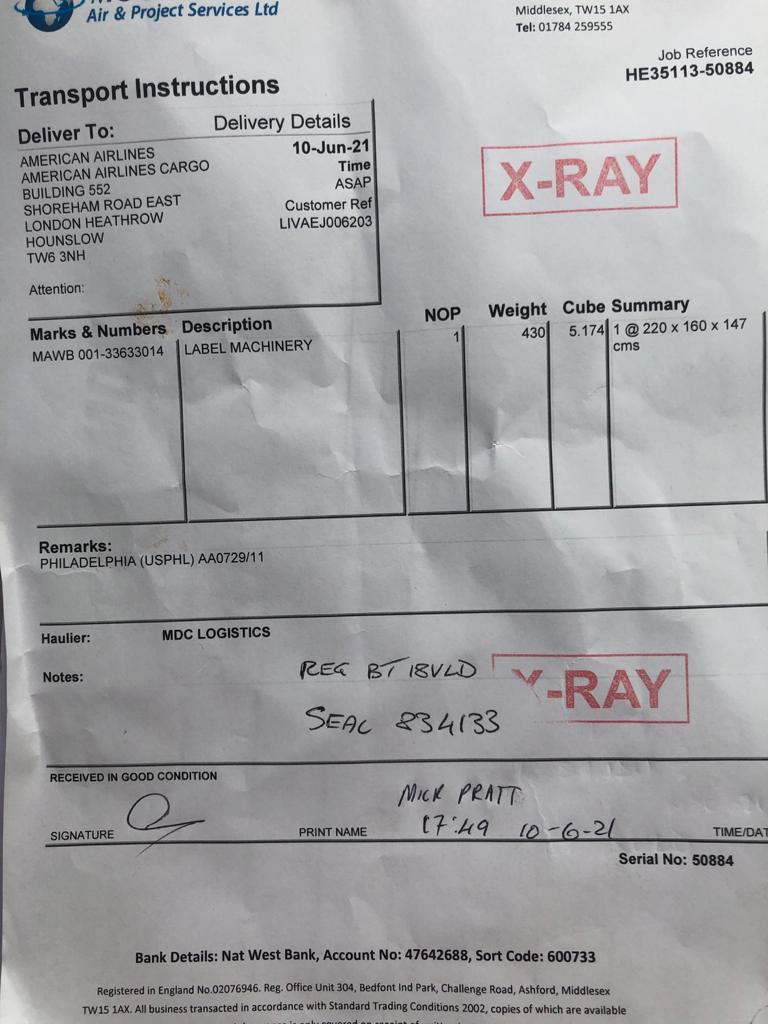 Air & Project Services Ltd
Middlesex, TW15 1AX
Tel: 01784 259555
Job Reference
HE35113-50884
Transport Instructions
Deliver To:
Delivery Details
AMERICAN AIRLINES
AMERICAN AIRLINES CARGO
BUILDING 552
SHOREHAM ROAD EAST
LONDON HEATHROW
HOUNSLOW
TW6 3NH
10-Jun-21
Time
ASAP
Customer Ref
LIVAEJ006203
Attention:
X-RAY
Marks & Numbers Description NOP Weight Cube Summary
MAWB 001-33633014 LABEL MACHINERY 1 430 5.174 1 @ 220 x 160 x 147
cms
Remarks:
PHILADELPHIA (USPHL) AA0729/11
Haulier: MDC LOGISTICS
Notes: REG BT18VLD
X-RAY
SEAL 834133
RECEIVED IN GOOD CONDITION
MICK PRATT
SIGNATURE PRINT NAME 17:49 10-6-21 TIME/DAT
Serial No: 50884
Bank Details: Nat West Bank, Account No: 47642688, Sort Code: 600733
Registered in England No.02076946. Reg. Office Unit 304, Bedfont Ind Park, Challenge Road, Ashford, Middlesex
TW15 1AX. All business transacted in accordance with Standard Trading Conditions 2002, copies of which are available